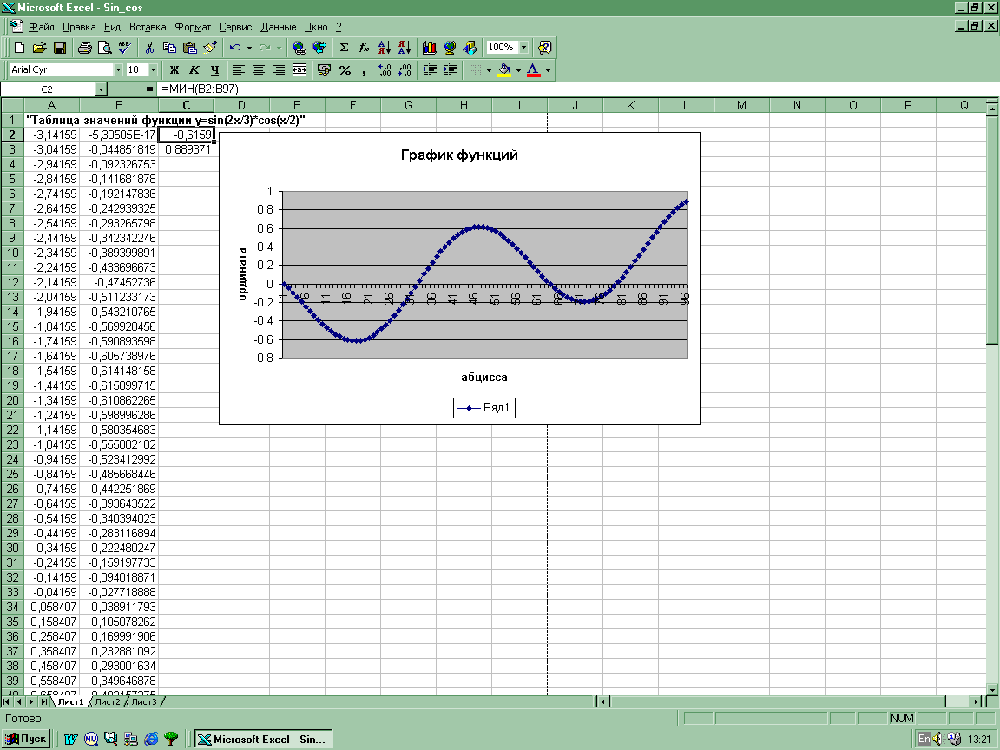 Microsoft Excel - Sin_cos
Файл Правка Вид Вставка Формат Сервис Данные Окно ?
100%
Arial Cyr 10 Ж К Ч
C2 = =МИН(B2:B97)
A B C D E F G H I J K L M N O P Q
1 "Таблица значений функции y=sin(2x/3)*cos(x/2)"
2 -3,14159 -5,30505E-17 -0,6159
3 -3,04159 -0,044851819 0,889371
4 -2,94159 -0,092326753
5 -2,84159 -0,141681878
6 -2,74159 -0,192147836
7 -2,64159 -0,242939325
8 -2,54159 -0,293265798
9 -2,44159 -0,342342246
10 -2,34159 -0,389399891
11 -2,24159 -0,433696673
12 -2,14159 -0,47452736
13 -2,04159 -0,511233173
14 -1,94159 -0,543210765
15 -1,84159 -0,569920456
16 -1,74159 -0,590893598
17 -1,64159 -0,605738976
18 -1,54159 -0,614148158
19 -1,44159 -0,615899715
20 -1,34159 -0,610862265
21 -1,24159 -0,598996286
22 -1,14159 -0,580354683
23 -1,04159 -0,555082102
24 -0,94159 -0,523412992
25 -0,84159 -0,485668446
26 -0,74159 -0,442251869
27 -0,64159 -0,393643522
28 -0,54159 -0,340394023
29 -0,44159 -0,283116894
30 -0,34159 -0,222480247
31 -0,24159 -0,159197733
32 -0,14159 -0,094018871
33 -0,04159 -0,027718888
34 0,058407 0,038911793
35 0,158407 0,105078262
36 0,258407 0,169991906
37 0,358407 0,232881092
38 0,458407 0,293001634
39 0,558407 0,349646878
График функций
ордината
1
0,8
0,6
0,4
0,2
0
-0,2
-0,4
-0,6
-0,8
1 6 11 16 21 26 31 36 41 46 51 56 61 66 71 76 81 86 91 96
абцисса
Ряд1
Лист1 Лист2 Лист3
Готово NUM
Пуск Microsoft Excel - Sin... En 13:21